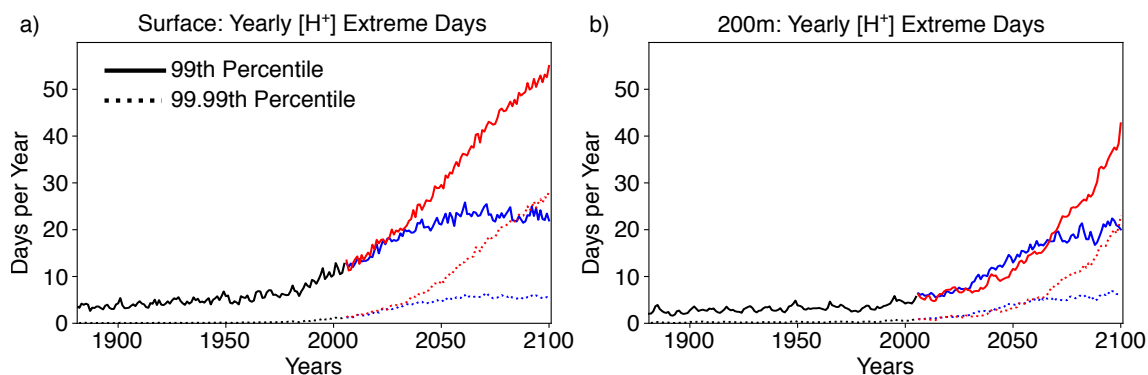 a) Surface: Yearly [H⁺] Extreme Days
50
40
30
20
10
0
Days per Year
99th Percentile
99.99th Percentile
1900 1950 2000 2050 2100
Years
b) 200m: Yearly [H⁺] Extreme Days
50
40
30
20
10
0
Days per Year
1900 1950 2000 2050 2100
Years